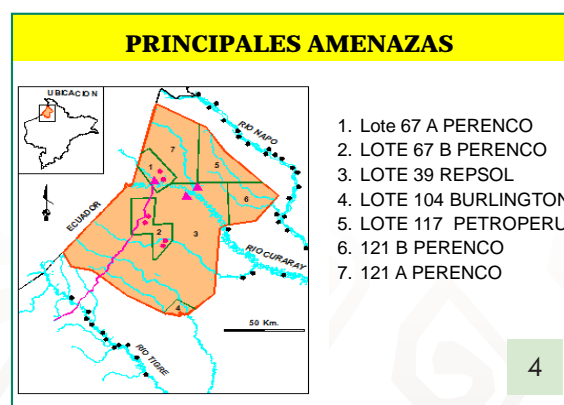 PRINCIPALES AMENAZAS
UBICACION
RIO NAPO
7
1
5
6
ECUADOR
2
3
RIO CURARAY
4
50 Km.
RIO TIGRE
1. Lote 67 A PERENCO
2. LOTE 67 B PERENCO
3. LOTE 39 REPSOL
4. LOTE 104 BURLINGTON
5. LOTE 117 PETROPERU
6. 121 B PERENCO
7. 121 A PERENCO
4